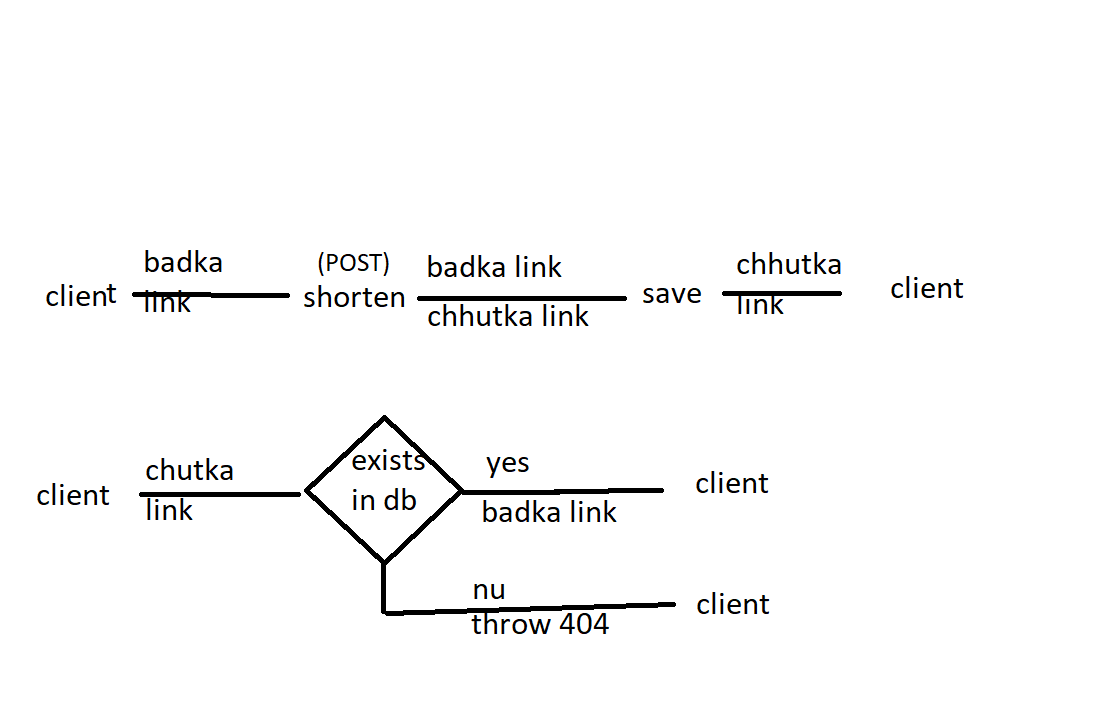 badka
link
client
(POST)
shorten
badka link
chhutka link
save
chhutka
link
client
client
chutka
link
exists
in db
yes
badka link
client
nu
throw 404
client